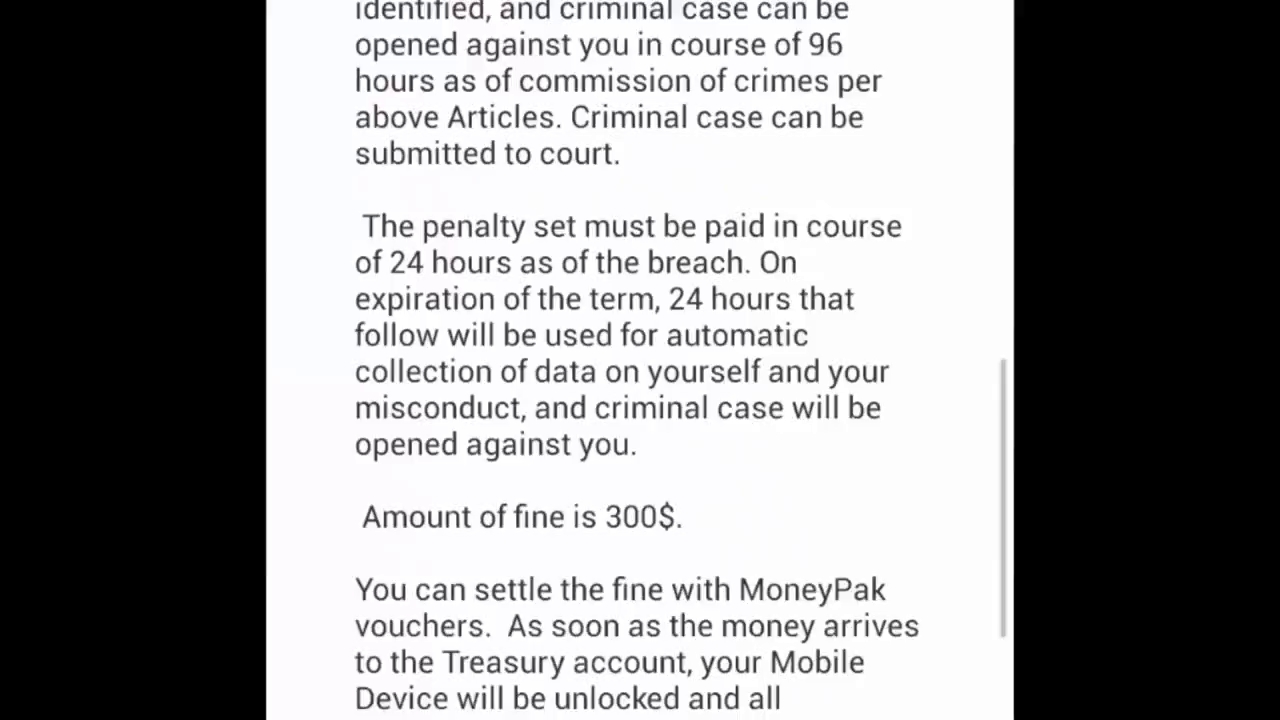 identified, and criminal case can be
opened against you in course of 96
hours as of commission of crimes per
above Articles. Criminal case can be
submitted to court.
The penalty set must be paid in course
of 24 hours as of the breach. On
expiration of the term, 24 hours that
follow will be used for automatic
collection of data on yourself and your
misconduct, and criminal case will be
opened against you.
Amount of fine is 300$.
You can settle the fine with MoneyPak
vouchers. As soon as the money arrives
to the Treasury account, your Mobile
Device will be unlocked and all